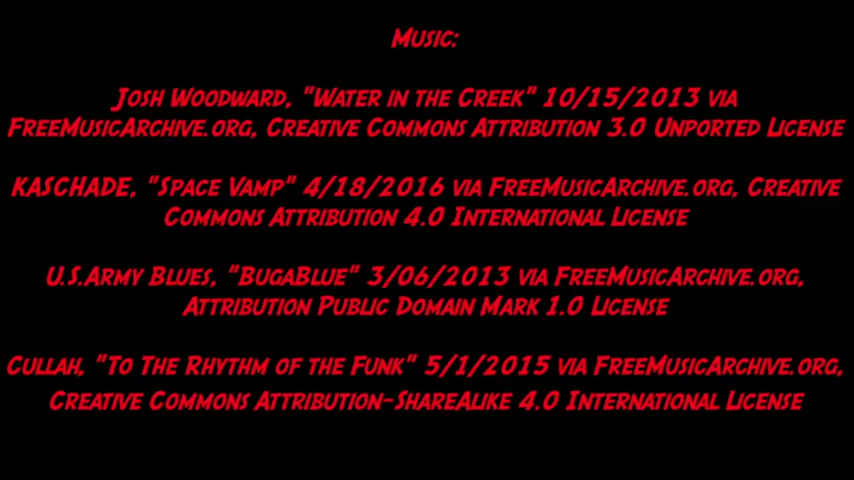 Music:
Josh Woodward, "Water in the Creek" 10/15/2013 via
FreeMusicArchive.org, Creative Commons Attribution 3.0 Unported License
KASCHADE, "Space Vamp" 4/18/2016 via FreeMusicArchive.org, Creative
Commons Attribution 4.0 International License
U.S.Army Blues, "BugaBlue" 3/06/2013 via FreeMusicArchive.org,
Attribution Public Domain Mark 1.0 License
Cullah, "To The Rhythm of the Funk" 5/1/2015 via FreeMusicArchive.org,
Creative Commons Attribution-ShareAlike 4.0 International License